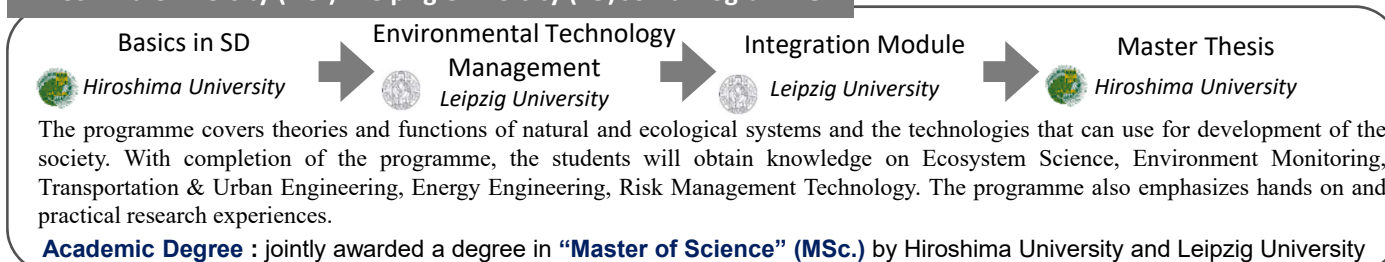 Basics in SD
Hiroshima University
Environmental Technology
Management
Leipzig University
Integration Module
Leipzig University
Master Thesis
Hiroshima University
The programme covers theories and functions of natural and ecological systems and the technologies that can use for development of the
society. With completion of the programme, the students will obtain knowledge on Ecosystem Science, Environment Monitoring,
Transportation & Urban Engineering, Energy Engineering, Risk Management Technology. The programme also emphasizes hands on and
practical research experiences.
Academic Degree : jointly awarded a degree in “Master of Science” (MSc.) by Hiroshima University and Leipzig University